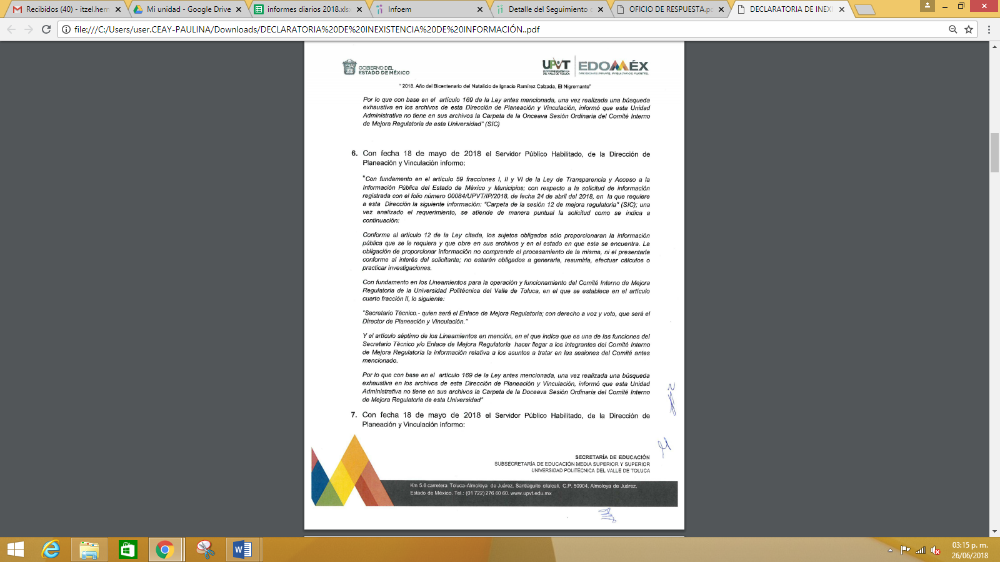 Recibidos (40) - itzel.her
Mi unidad - Google Drive
informes diarios 2018.xls
Infoem
Detalle del Seguimiento
OFICIO DE RESPUESTA.p
DECLARATORIA DE INEX
file:///C:/Users/user.CEAY-PAULINA/Downloads/DECLARATORIA%20DE%20INEXISTENCIA%20DE%20INFORMACIÓN..pdf
GOBIERNO DEL
ESTADO DE MÉXICO
UPVT
UNIVERSIDAD POLITÉCNICA
DEL VALLE DE TOLUCA
EDOMÉX
DECISIONES FIRMES, RESULTADOS FUERTES.
" 2018. Año del Bicentenario del Natalicio de Ignacio Ramírez Calzada, El Nigromante"
Por lo que con base en el artículo 169 de la Ley antes mencionada, una vez realizada una búsqueda
exhaustiva en los archivos de esta Dirección de Planeación y Vinculación, informó que esta Unidad
Administrativa no tiene en sus archivos la Carpeta de la Onceava Sesión Ordinaria del Comité Interno
de Mejora Regulatoria de esta Universidad" (SIC)
6. Con fecha 18 de mayo de 2018 el Servidor Público Habilitado, de la Dirección de
Planeación y Vinculación informo:
"Con fundamento en el artículo 59 fracciones I, II y VI de la Ley de Transparencia y Acceso a la
Información Pública del Estado de México y Municipios; con respecto a la solicitud de información
registrada con el folio número 00084/UPVT/IP/2018, de fecha 24 de abril del 2018, en la que requiere
a esta Dirección la siguiente información: "Carpeta de la sesión 12 de mejora regulatoria" (SIC); una
vez analizado el requerimiento, se atiende de manera puntual la solicitud como se indica a
continuación:
Conforme al artículo 12 de la Ley citada, los sujetos obligados sólo proporcionaran la información
pública que se le requiera y que obre en sus archivos y en el estado en que esta se encuentra. La
obligación de proporcionar información no comprende el procesamiento de la misma, ni el presentarla
conforme al interés del solicitante; no estarán obligados a generarla, resumirla, efectuar cálculos o
practicar investigaciones.
Con fundamento en los Lineamientos para la operación y funcionamiento del Comité Interno de Mejora
Regulatoria de la Universidad Politécnica del Valle de Toluca, en el que se establece en el artículo
cuarto fracción II, lo siguiente:
"Secretario Técnico.- quien será el Enlace de Mejora Regulatoria; con derecho a voz y voto, que será el
Director de Planeación y Vinculación."
Y el artículo séptimo de los Lineamientos en mención, en el que indica que es una de las funciones del
Secretario Técnico y/o Enlace de Mejora Regulatoria hacer llegar a los integrantes del Comité Interno
de Mejora Regulatoria la información relativa a los asuntos a tratar en las sesiones del Comité antes
mencionado.
Por lo que con base en el artículo 169 de la Ley antes mencionada, una vez realizada una búsqueda
exhaustiva en los archivos de esta Dirección de Planeación y Vinculación, informó que esta Unidad
Administrativa no tiene en sus archivos la Carpeta de la Doceava Sesión Ordinaria del Comité Interno
de Mejora Regulatoria de esta Universidad"
7. Con fecha 18 de mayo de 2018 el Servidor Público Habilitado, de la Dirección de
Planeación y Vinculación informo:
SECRETARÍA DE EDUCACIÓN
SUBSECRETARÍA DE EDUCACIÓN MEDIA SUPERIOR Y SUPERIOR
UNIVERSIDAD POLITÉCNICA DEL VALLE DE TOLUCA
Km 5.6 carretera Toluca-Almoloya de Juárez, Santiaguito cilalcali, C.P. 50904, Almoloya de Juárez,
Estado de México. Tel.: (01 722) 276 60 60. www.upvt.edu.mx
03:15 p. m.
26/06/2018